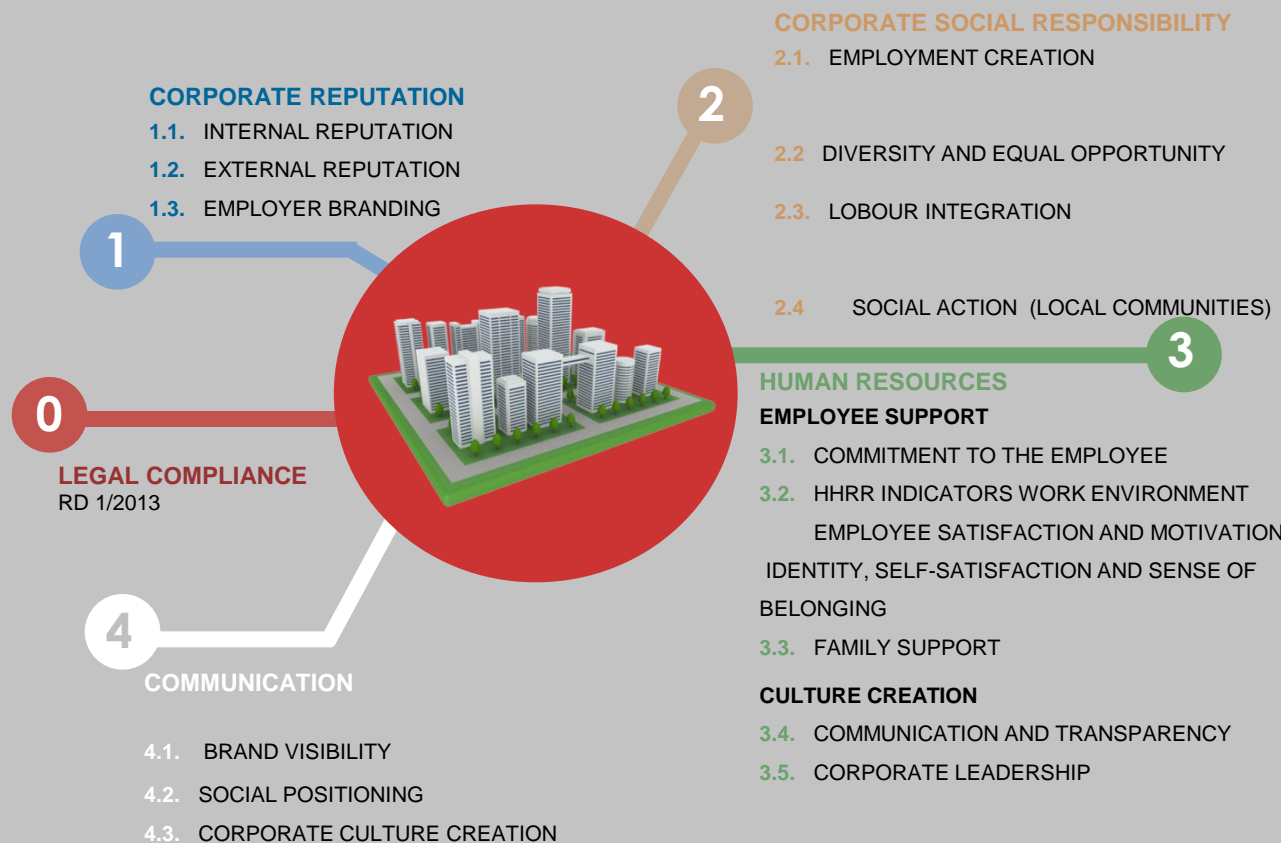 0
LEGAL COMPLIANCE
RD 1/2013
1
CORPORATE REPUTATION
1.1. INTERNAL REPUTATION
1.2. EXTERNAL REPUTATION
1.3. EMPLOYER BRANDING
2
CORPORATE SOCIAL RESPONSIBILITY
2.1. EMPLOYMENT CREATION
2.2 DIVERSITY AND EQUAL OPPORTUNITY
2.3. LOBOUR INTEGRATION
2.4 SOCIAL ACTION (LOCAL COMMUNITIES)
3
HUMAN RESOURCES
EMPLOYEE SUPPORT
3.1. COMMITMENT TO THE EMPLOYEE
3.2. HHRR INDICATORS WORK ENVIRONMENT
EMPLOYEE SATISFACTION AND MOTIVATION
IDENTITY, SELF-SATISFACTION AND SENSE OF
BELONGING
3.3. FAMILY SUPPORT
CULTURE CREATION
3.4. COMMUNICATION AND TRANSPARENCY
3.5. CORPORATE LEADERSHIP
4
COMMUNICATION
4.1. BRAND VISIBILITY
4.2. SOCIAL POSITIONING
4.3. CORPORATE CULTURE CREATION